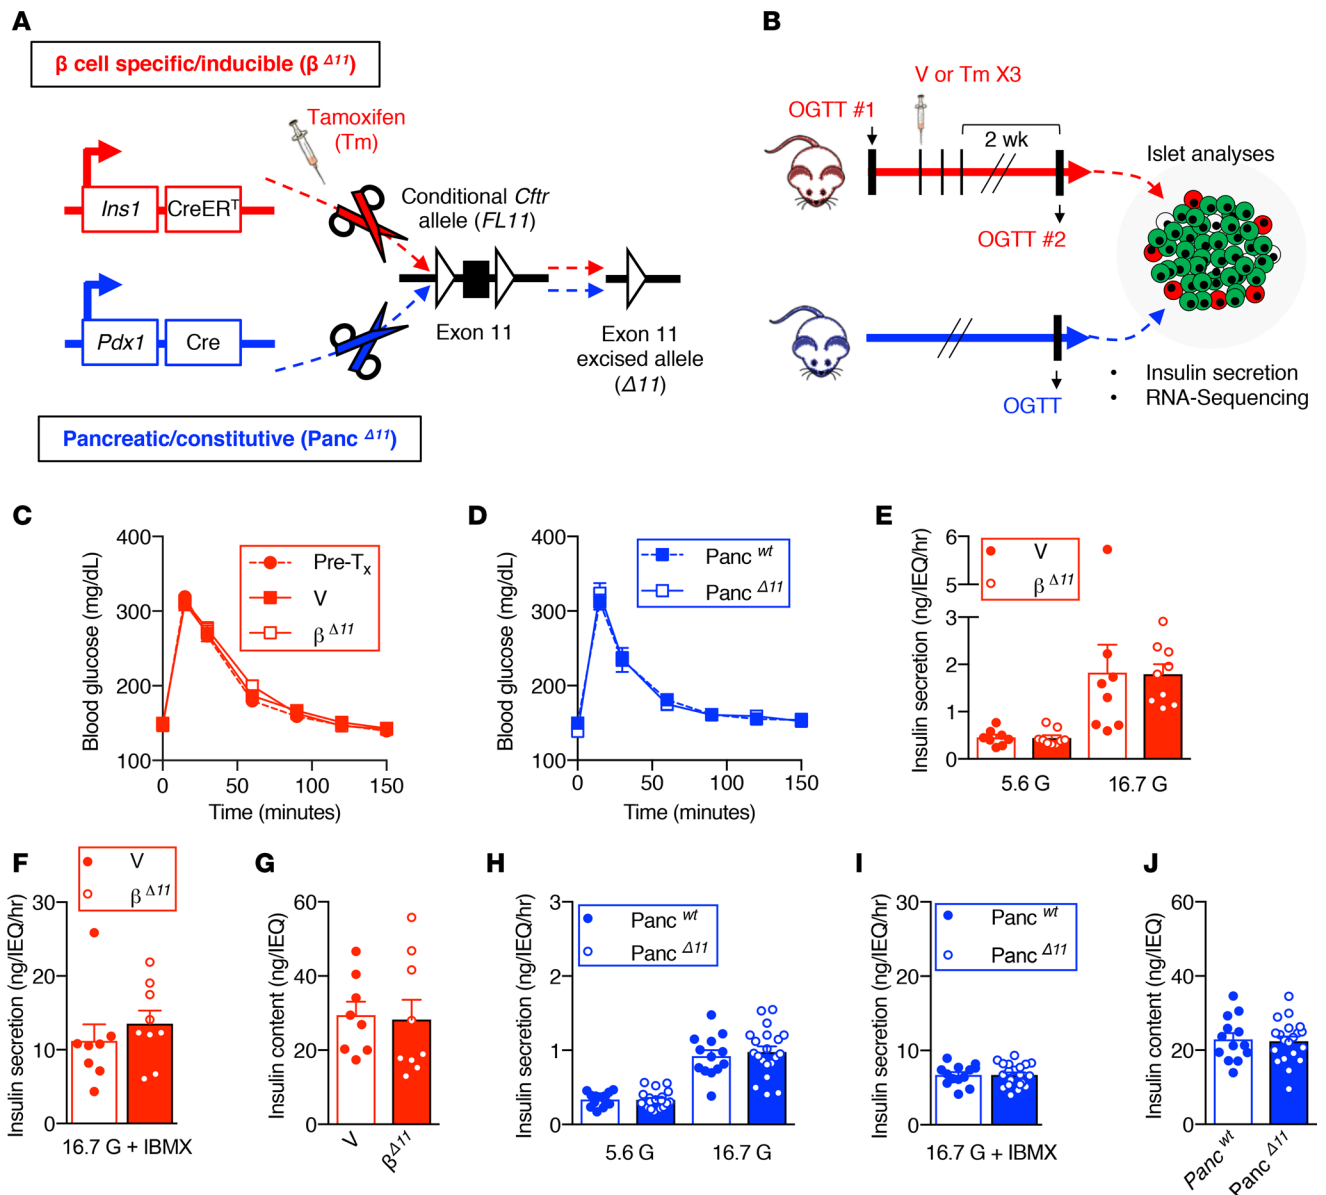 A
β cell specific/inducible (β Δ11)
Tamoxifen
(Tm)
Ins1
CreERT
Conditional Cftr
allele (FL11)
Pdx1
Cre
Exon 11
Exon 11
excised allele
(Δ11)
Pancreatic/constitutive (Panc Δ11)
B
V or Tm X3
OGTT #1
2 wk
OGTT #2
Islet analyses
OGTT
• Insulin secretion
• RNA-Sequencing
C
Blood glucose (mg/dL)
400
300
200
100
0
50
100
150
Time (minutes)
Pre-Tx
V
β Δ11
D
Blood glucose (mg/dL)
400
300
200
100
0
50
100
150
Time (minutes)
Panc wt
Panc Δ11
E
Insulin secretion (ng/IEQ/hr)
6
5
3
2
1
0
V
β Δ11
5.6 G
16.7 G
F
V
β Δ11
Insulin secretion (ng/IEQ/hr)
30
20
10
0
16.7 G + IBMX
G
Insulin content (ng/IEQ)
60
40
20
0
V
βΔ11
H
Insulin secretion (ng/IEQ/hr)
3
2
1
0
Panc wt
Panc Δ11
5.6 G
16.7 G
I
Insulin secretion (ng/IEQ/hr)
30
20
10
0
Panc wt
Panc Δ11
16.7 G + IBMX
J
Insulin content (ng/IEQ)
60
40
20
0
Panc wt
Panc Δ11